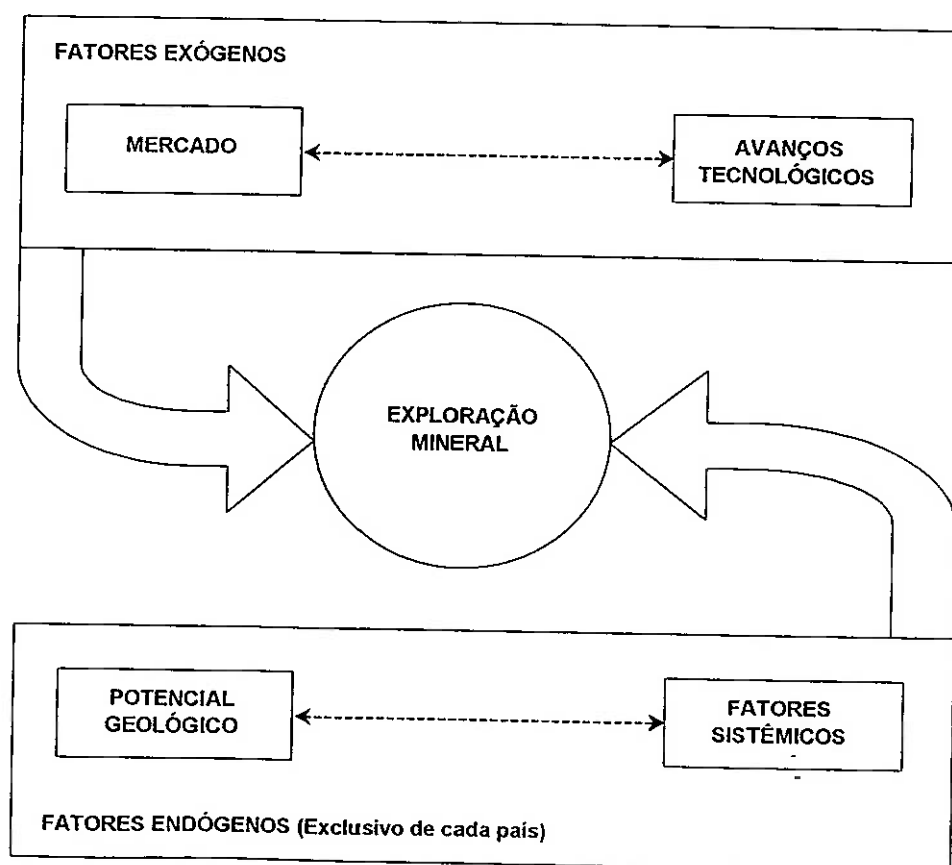 FATORES EXÓGENOS
MERCADO
AVANÇOS
TECNOLÓGICOS
EXPLORAÇÃO
MINERAL
POTENCIAL
GEOLÓGICO
FATORES
SISTÊMICOS
FATORES ENDÓGENOS (Exclusivo de cada país)